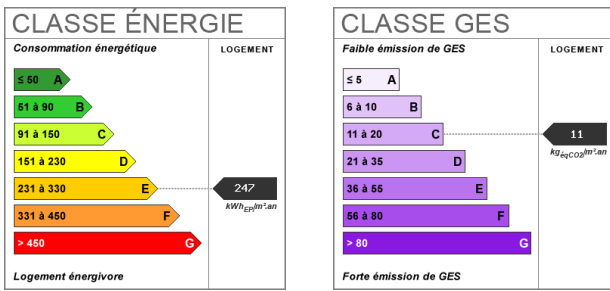 CLASSE ÉNERGIE
Consommation énergétique
LOGEMENT
≤ 50 A
51 à 90 B
91 à 150 C
151 à 230 D
231 à 330 E
247
kWhEP/m².an
331 à 450 F
> 450 G
Logement énergivore
CLASSE GES
Faible émission de GES
LOGEMENT
≤ 5 A
6 à 10 B
11 à 20 C
11
kgéqCO2/m².an
21 à 35 D
36 à 55 E
56 à 80 F
> 80 G
Forte émission de GES